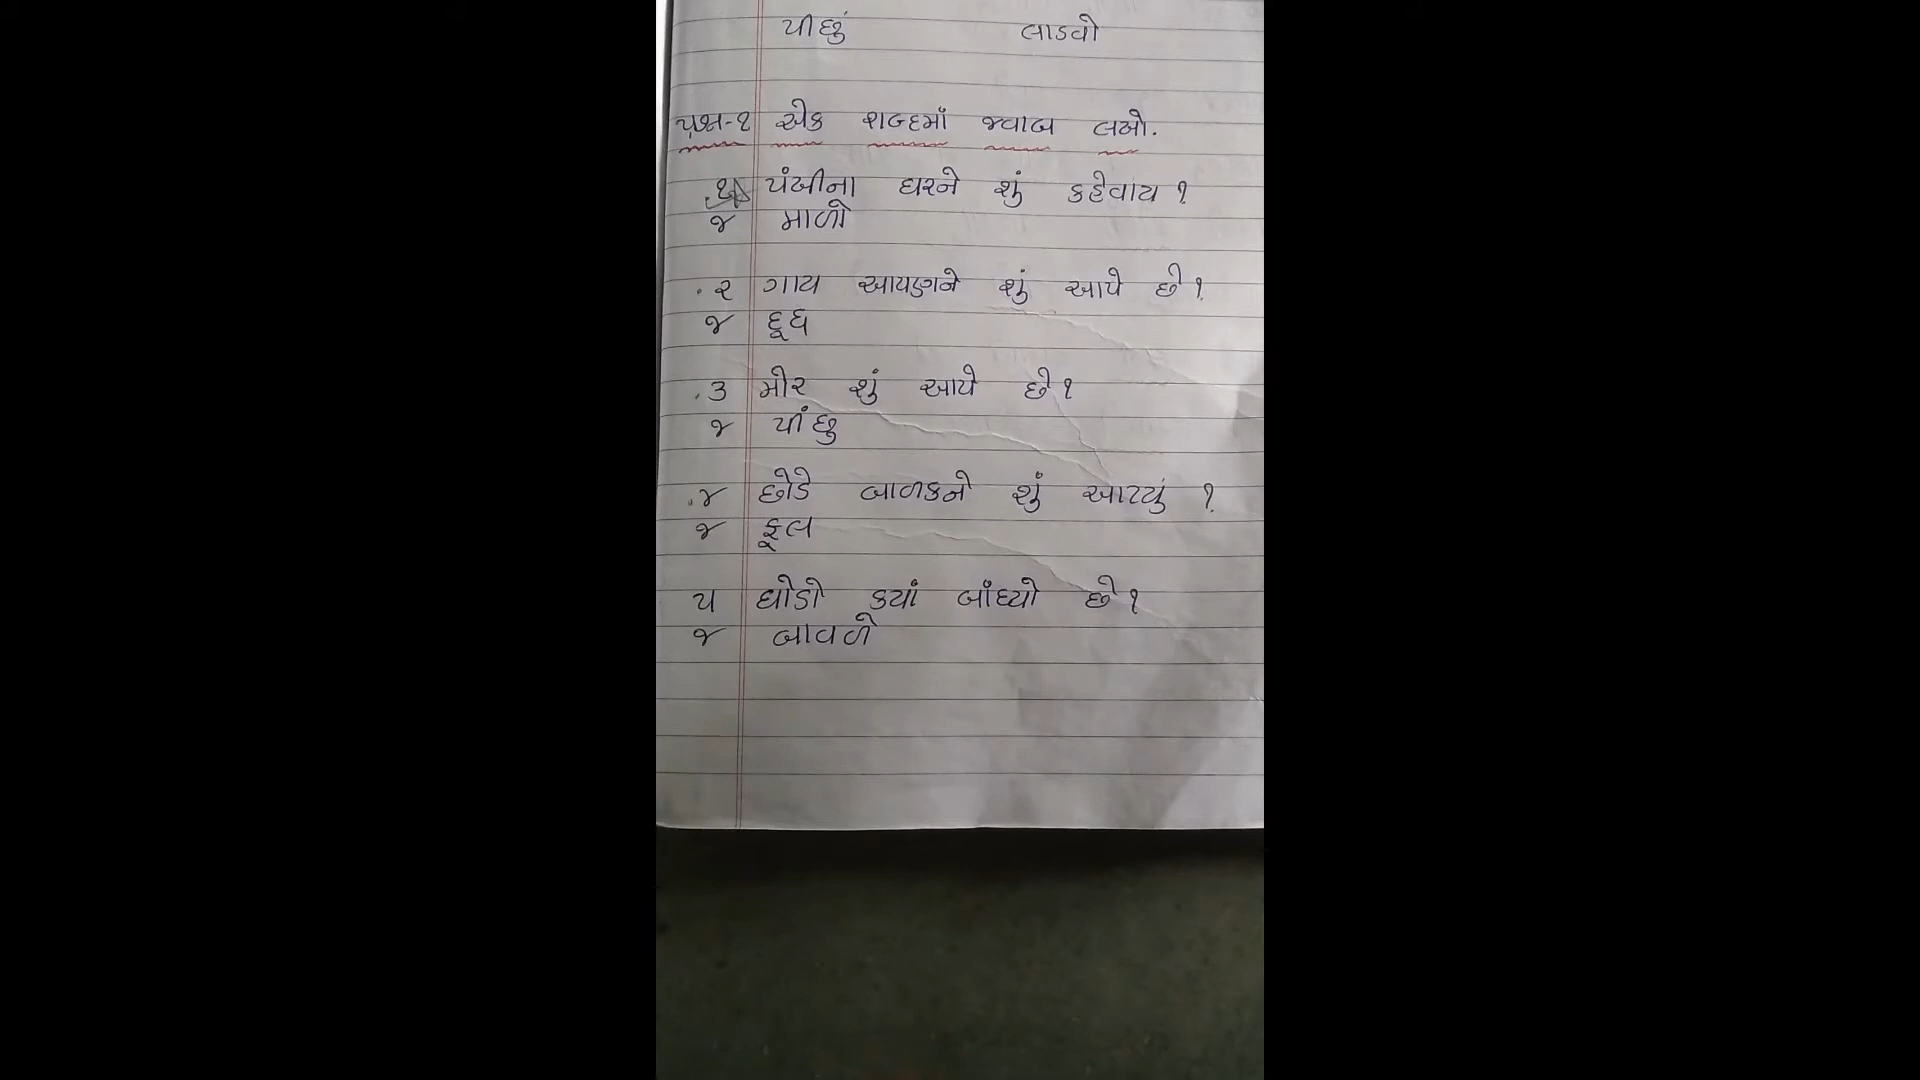 પીછું લાડવો
પ્રશ્ન-૧ એક શબ્દમાં જવાબ લખો.
૧ પંખીના ઘરને શું કહેવાય ?
જ માળો
.૨ ગાય આપણને શું આપે છે ?
જ દૂધ
.૩ મોર શું આપે છે ?
જ પીંછુ
.૪ છોડે બાળકને શું આપ્યું ?
જ ફૂલ
૫ ઘોડો કયાં બાંધ્યો છે ?
જ બાવળે